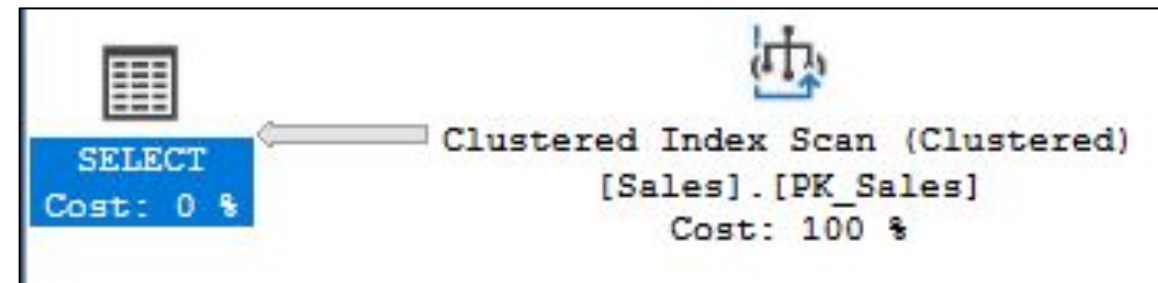 SELECT
Cost: 0 %
Clustered Index Scan (Clustered)
[Sales].[PK_Sales]
Cost: 100 %